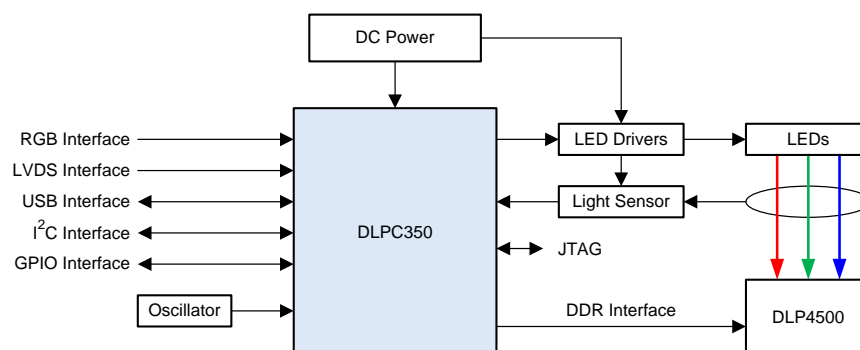 DC Power
RGB Interface
LED Drivers
LEDs
LVDS Interface
USB Interface
Light Sensor
I²C Interface
DLPC350
JTAG
GPIO Interface
Oscillator
DDR Interface
DLP4500